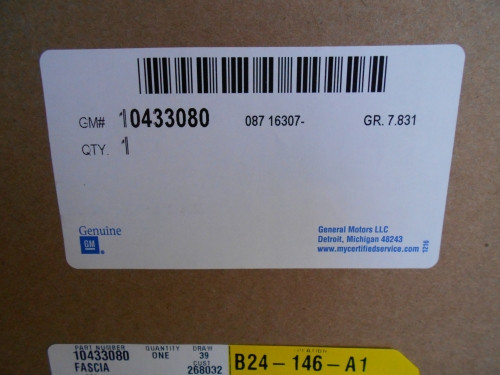 GM# 10433080 087 16307- GR. 7.831
QTY. 1
Genuine
GM
General Motors LLC
Detroit, Michigan 48243
www.mycertifiedservice.com
1218
PART NUMBER QUANTITY DRAW
10433080 ONE 39
CUST
FASCIA 268032
B24-146-A1